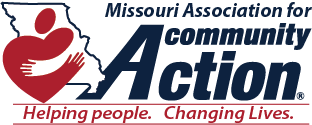 Missouri Association for
community
Action®
Helping people. Changing Lives.